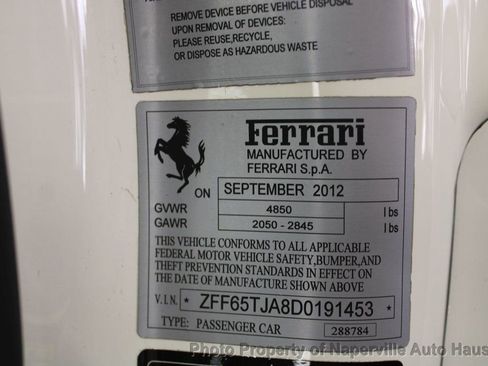 REMOVE DEVICE BEFORE VEHICLE DISPOSAL
UPON REMOVAL OF DEVICES:
PLEASE REUSE,RECYCLE,
OR DISPOSE AS HAZARDOUS WASTE
Ferrari
MANUFACTURED BY
FERRARI S.p.A.
ON SEPTEMBER 2012
GVWR 4850 lbs
GAWR 2050 - 2845 lbs
THIS VEHICLE CONFORMS TO ALL APPLICABLE
FEDERAL MOTOR VEHICLE SAFETY,BUMPER,AND
THEFT PREVENTION STANDARDS IN EFFECT ON
THE DATE OF MANUFACTURE SHOWN ABOVE
V.I.N. * ZFF65TJA8D0191453 *
TYPE: PASSENGER CAR 288784
Photo Property of Naperville Auto Haus